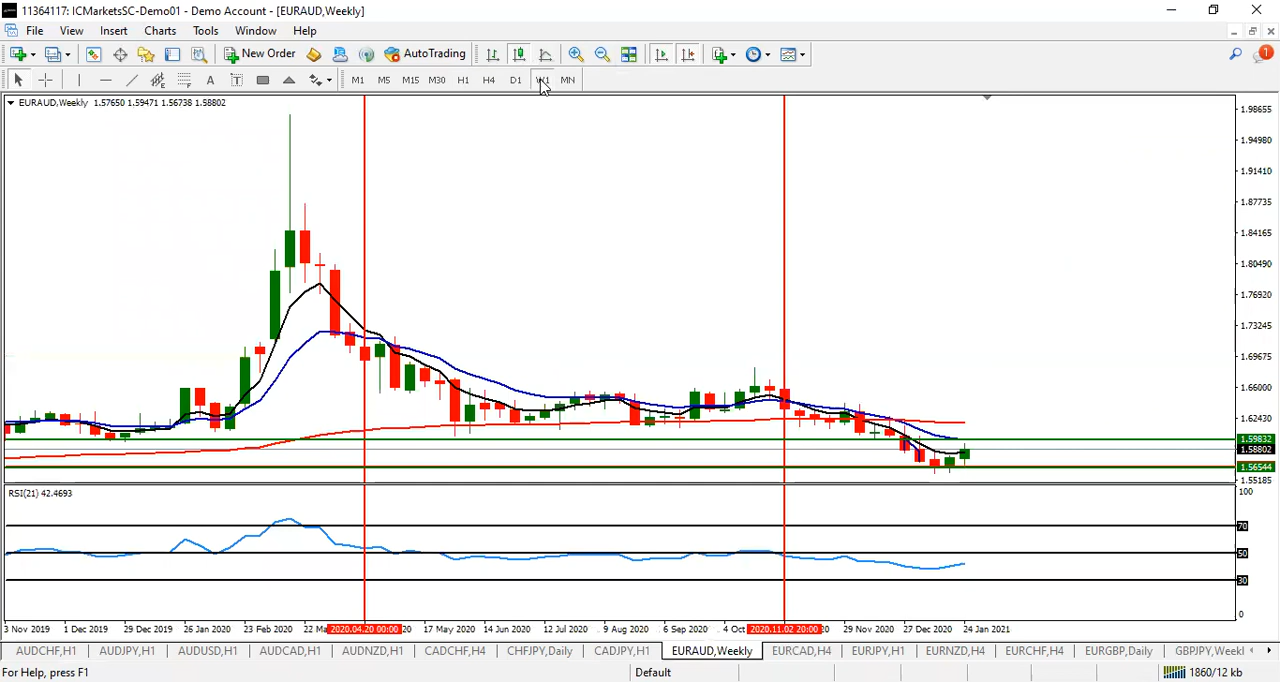 11364117: ICMarketsSC-Demo01 - Demo Account - [EURAUD,Weekly]
File View Insert Charts Tools Window Help
New Order AutoTrading 1
A T M1 M5 M15 M30 H1 H4 D1 W1 MN
EURAUD,Weekly 1.57650 1.59471 1.56738 1.58802
1.98655
1.94980
1.91410
1.87735
1.84165
1.80490
1.76920
1.73245
1.69675
1.66000
1.62430
1.59832
1.58802
1.56544
1.55185
RSI(21) 42.4693
100
70
50
30
0
3 Nov 2019 1 Dec 2019 29 Dec 2019 26 Jan 2020 23 Feb 2020 22 Ma 2020.04.20 00:00 20 17 May 2020 14 Jun 2020 12 Jul 2020 9 Aug 2020 6 Sep 2020 4 Oct 2020.11.02 20:00 20 29 Nov 2020 27 Dec 2020 24 Jan 2021
AUDCHF,H1 AUDJPY,H1 AUDUSD,H1 AUDCAD,H1 AUDNZD,H1 CADCHF,H4 CHFJPY,Daily CADJPY,H1 EURAUD,Weekly EURCAD,H4 EURJPY,H1 EURNZD,H4 EURCHF,H4 EURGBP,Daily GBPJPY,Weekl
For Help, press F1 Default 1860/12 kb